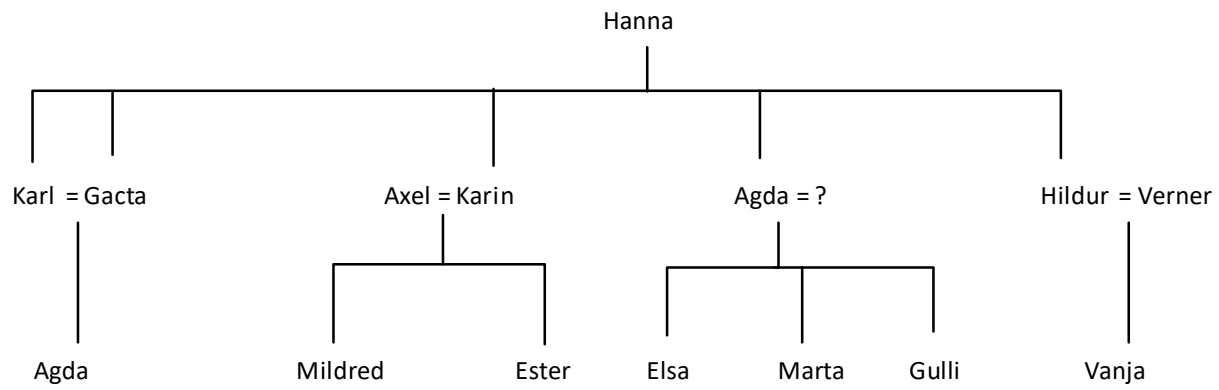 Hanna
Karl = Gacta Axel = Karin Agda = ? Hildur = Verner
Agda Mildred Ester Elsa Marta Gulli Vanja